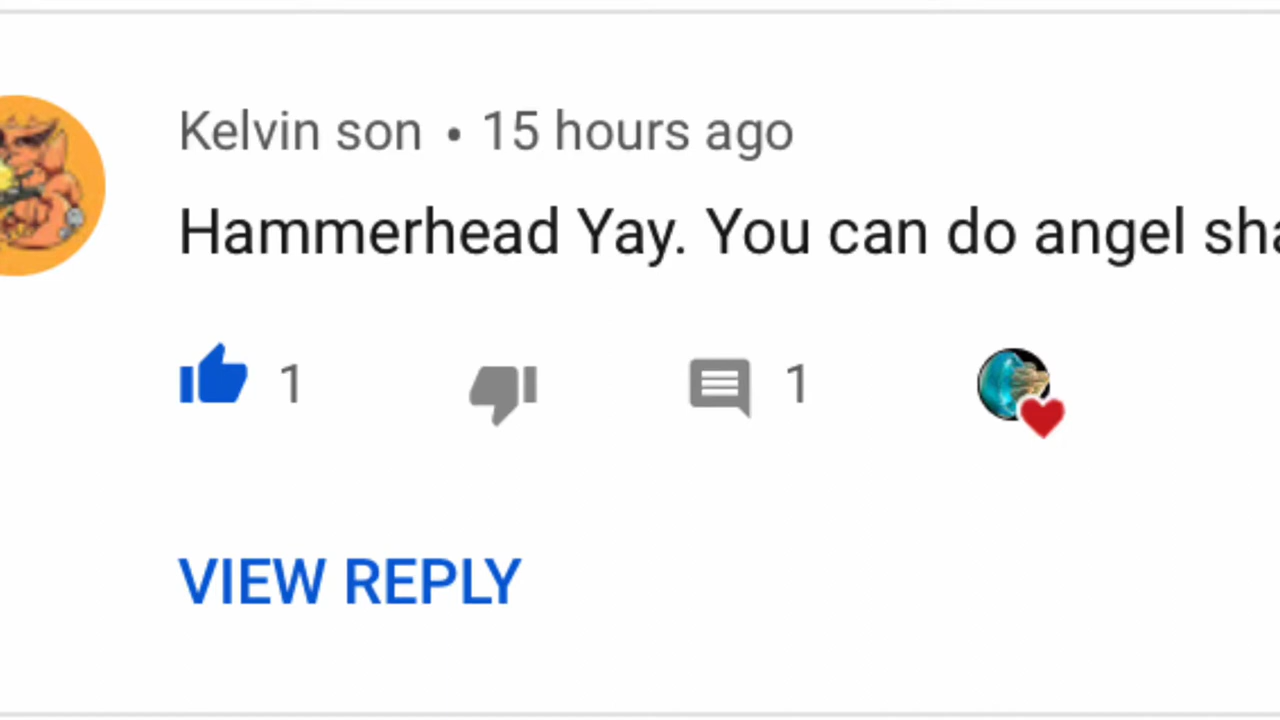 Kelvin son • 15 hours ago
Hammerhead Yay. You can do angel
1
1
VIEW REPLY